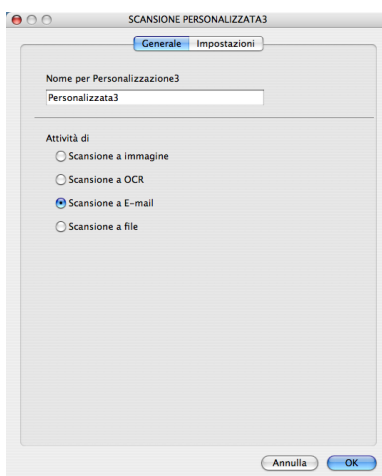 SCANSIONE PERSONALIZZATA3
Generale Impostazioni
Nome per Personalizzazione3
Personalizzata3
Attività di
Scansione a immagine
Scansione a OCR
Scansione a E-mail
Scansione a file
Annulla OK